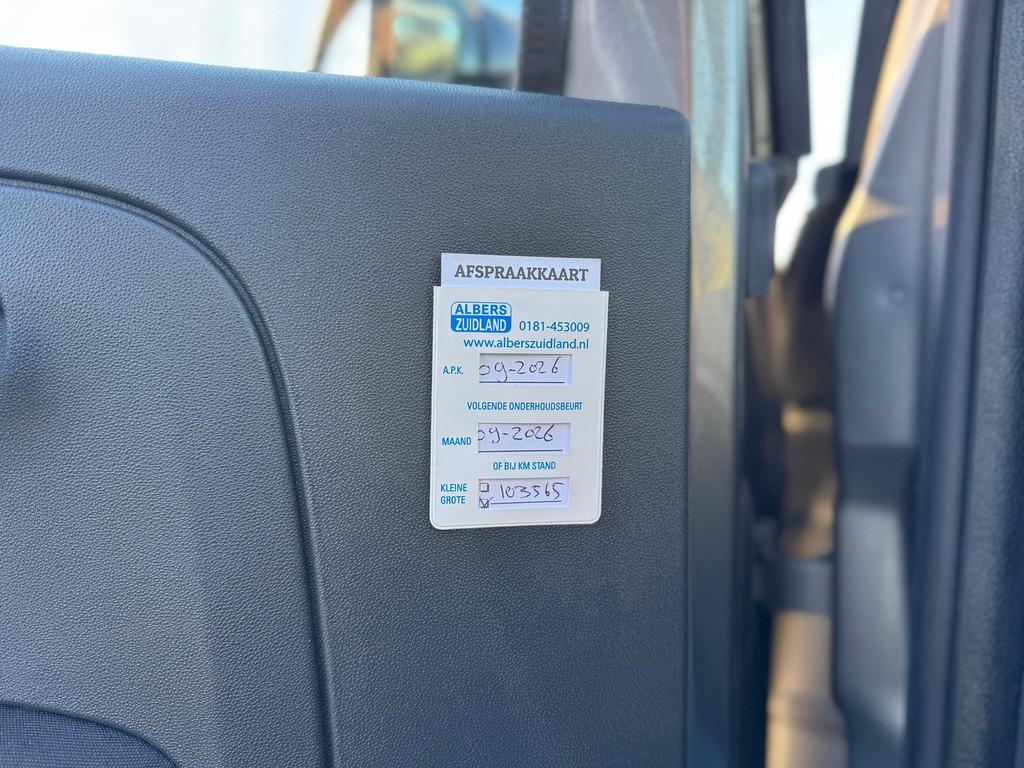 AFSPRAAKKAART
ALBERS
ZUIDLAND 0181-453009
www.alberszuidland.nl
A.P.K. 09-2026
VOLGENDE ONDERHOUDSBEURT
MAAND 09-2026
OF BIJ KM STAND
KLEINE
GROTE 103565